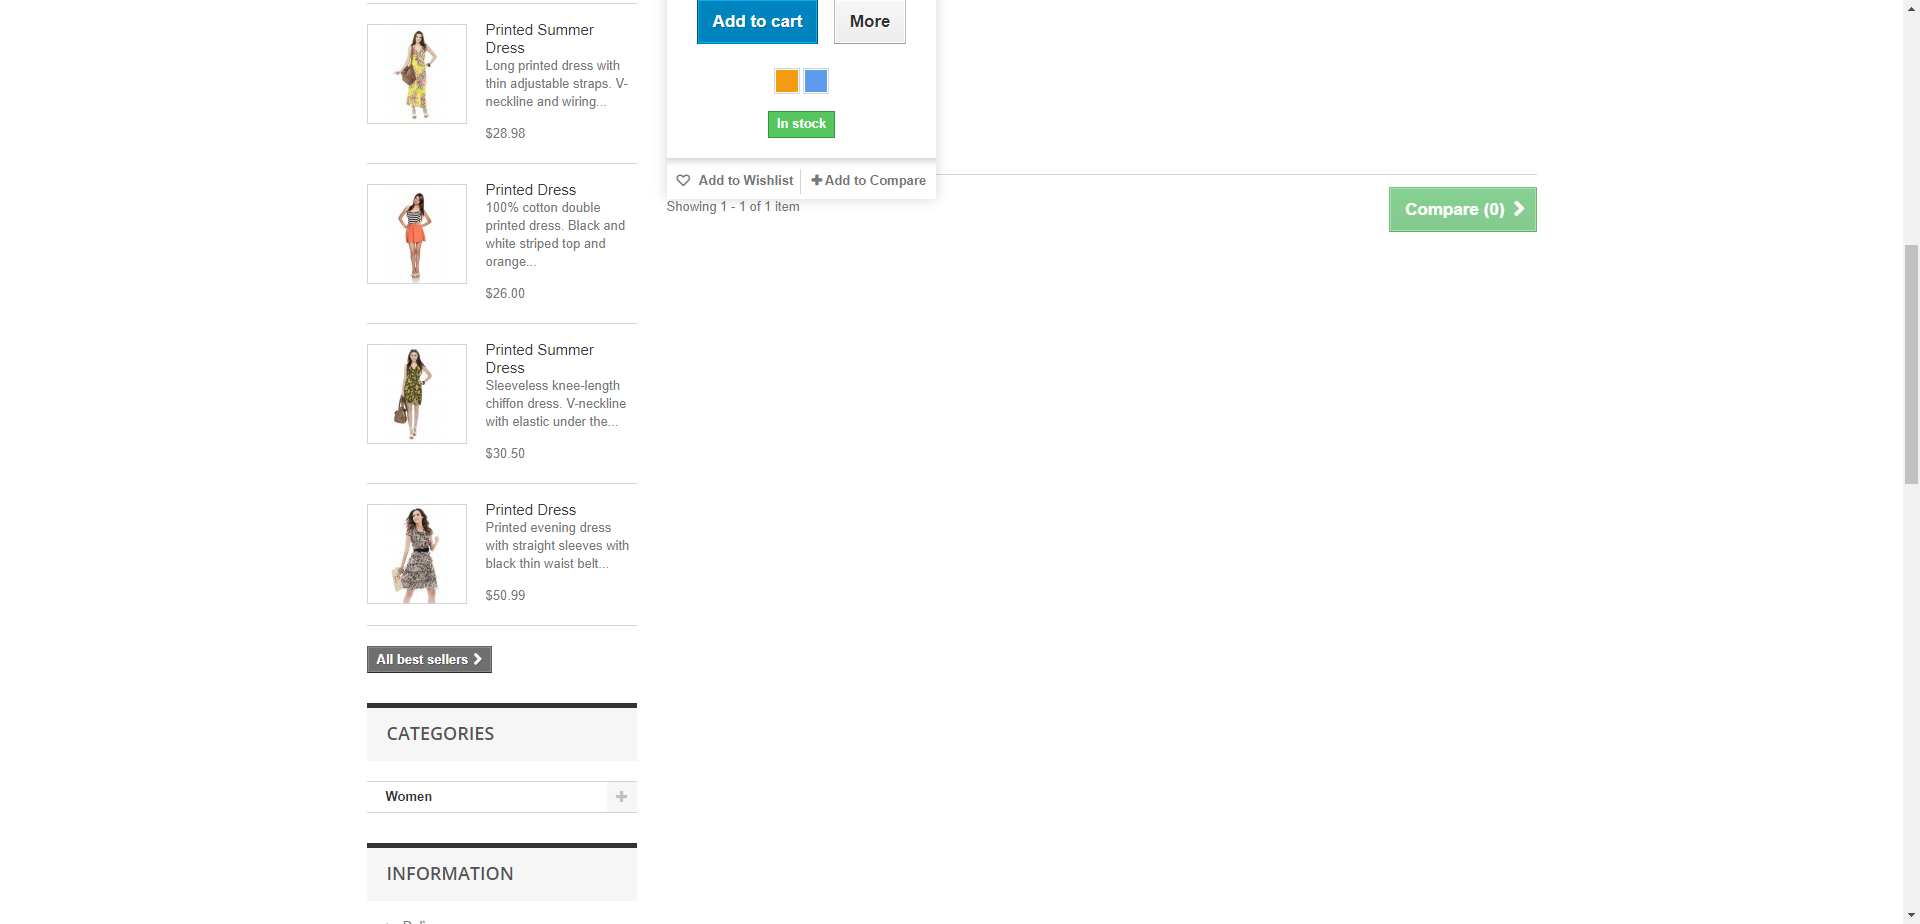 Printed Summer
Dress
Long printed dress with
thin adjustable straps. V-
neckline and wiring...
$28.98
Printed Dress
100% cotton double
printed dress. Black and
white striped top and
orange...
$26.00
Printed Summer
Dress
Sleeveless knee-length
chiffon dress. V-neckline
with elastic under the...
$30.50
Printed Dress
Printed evening dress
with straight sleeves with
black thin waist belt...
$50.99
All best sellers
CATEGORIES
Women
INFORMATION
Add to cart
More
In stock
Add to Wishlist
Add to Compare
Showing 1 - 1 of 1 item
Compare (0)